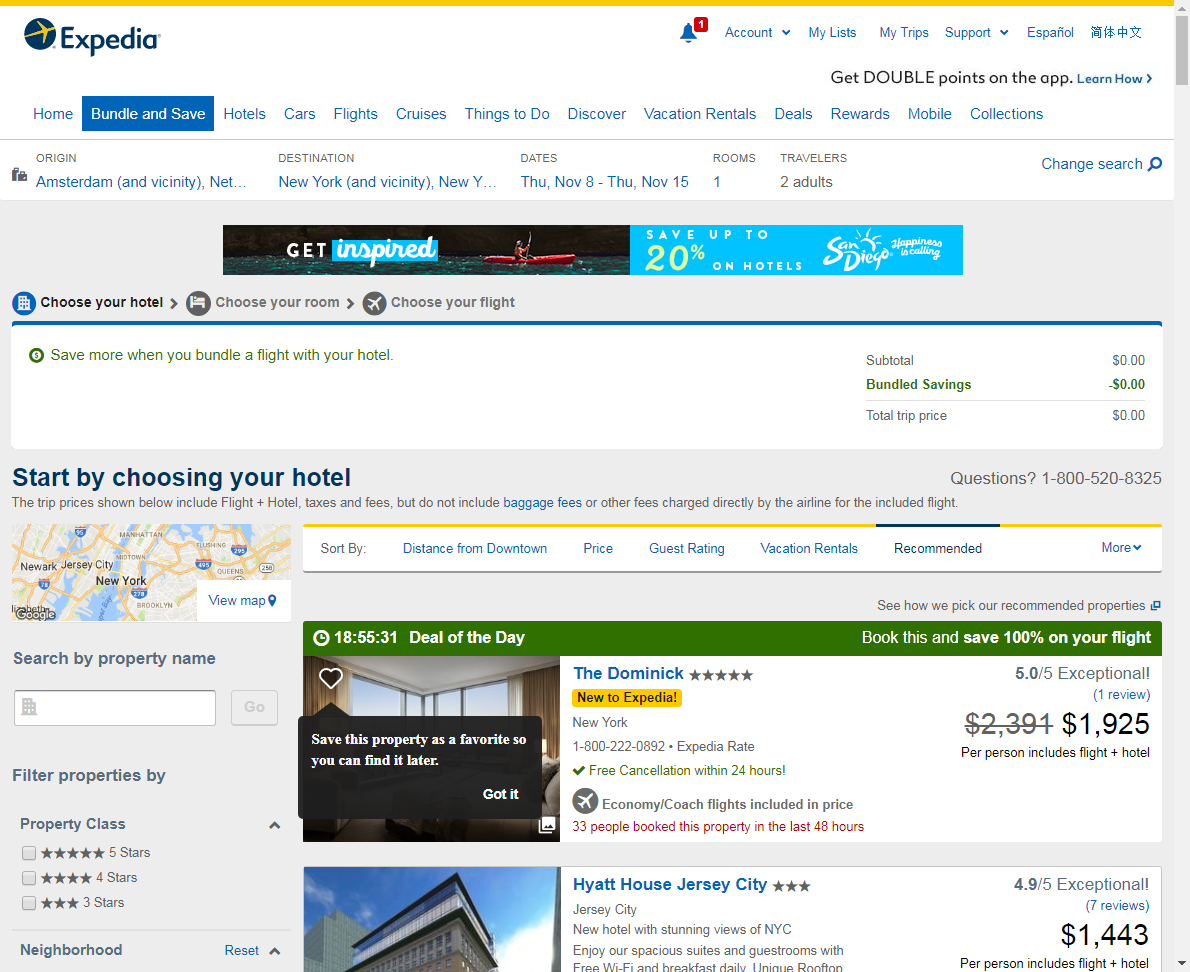 Expedia
1
Account
My Lists
My Trips
Support
Español
简体中文
Get DOUBLE points on the app. Learn How
Home
Bundle and Save
Hotels
Cars
Flights
Cruises
Things to Do
Discover
Vacation Rentals
Deals
Rewards
Mobile
Collections
ORIGIN
Amsterdam (and vicinity), Net...
DESTINATION
New York (and vicinity), New Y...
DATES
Thu, Nov 8 - Thu, Nov 15
ROOMS
1
TRAVELERS
2 adults
Change search
GET inspired
SAVE UP TO
20%
ON HOTELS
San Diego
Happiness is calling
Choose your hotel
Choose your room
Choose your flight
Save more when you bundle a flight with your hotel.
Subtotal $0.00
Bundled Savings -$0.00
Total trip price $0.00
Start by choosing your hotel
Questions? 1-800-520-8325
The trip prices shown below include Flight + Hotel, taxes and fees, but do not include baggage fees or other fees charged directly by the airline for the included flight.
MANHATTAN
FLUSHING
95
295
MIDTOWN
Newark
Jersey City
495
QUEENS
258
New York
78
278
BROOKLYN
lizabeth
Google
View map
Search by property name
Go
Filter properties by
Property Class
5 Stars
4 Stars
3 Stars
Neighborhood
Reset
Sort By:
Distance from Downtown
Price
Guest Rating
Vacation Rentals
Recommended
More
See how we pick our recommended properties
18:55:31 Deal of the Day
Book this and save 100% on your flight
Save this property as a favorite so
you can find it later.
Got it
The Dominick
New to Expedia!
New York
1-800-222-0892 • Expedia Rate
Free Cancellation within 24 hours!
Economy/Coach flights included in price
33 people booked this property in the last 48 hours
5.0/5 Exceptional!
(1 review)
$2,391 $1,925
Per person includes flight + hotel
Hyatt House Jersey City
Jersey City
New hotel with stunning views of NYC
Enjoy our spacious suites and guestrooms with
Free Wi-Fi and breakfast daily. Unique Rooftop
4.9/5 Exceptional!
(7 reviews)
$1,443
Per person includes flight + hotel